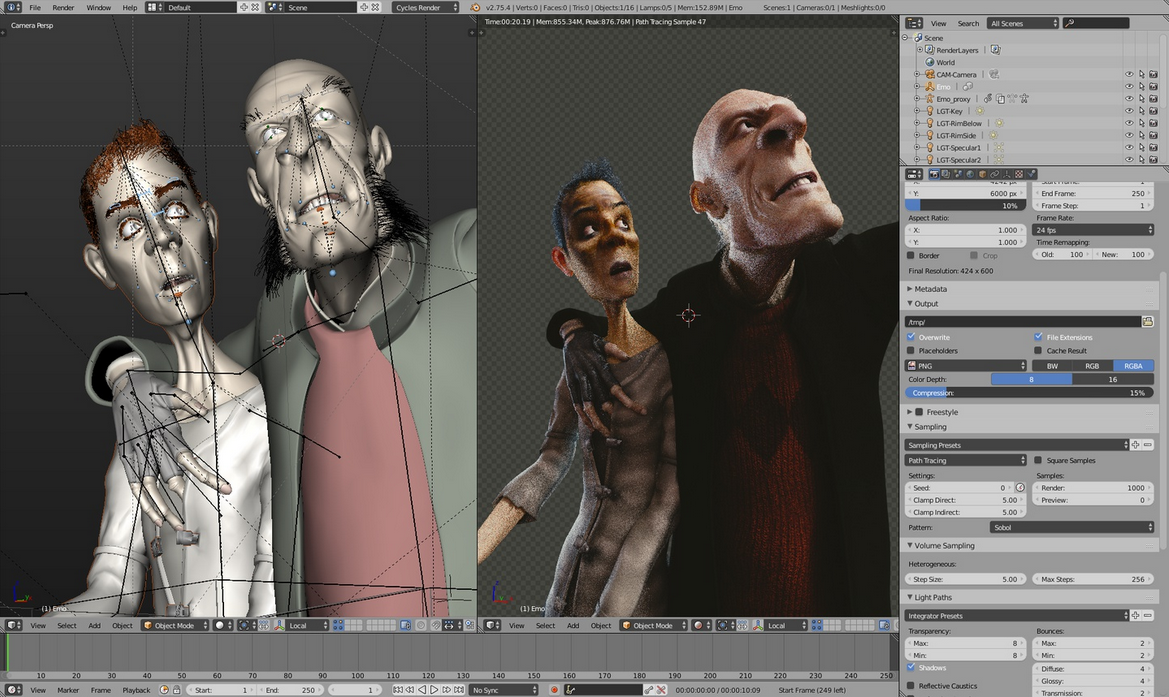 File Render Window Help Default Scene Cycles Render v2.75.4 | Verts:0 | Faces:0 | Tris:0 | Objects:1/16 | Lamps:0/5 | Mem:152.89M | Emo Scenes:1 | Cameras:0/1 | Meshlights:0/0
Camera Persp
Time:00:20.19 | Mem:855.34M, Peak:876.76M | Path Tracing Sample 47
(1) Emo
(1) Emo
View Select Add Object Object Mode Local
View Select Add Object Object Mode Local
10 20 30 40 50 60 70 80 90 100 110 120 130 140 150 160 170 180 190 200 210 220 230 240 250
View Marker Frame Playback Start: 1 End: 250 1 No Sync 00:00:00:00 / 00:00:10:09 Start Frame (249 left)
View Search All Scenes
Scene
RenderLayers
World
CAM-Camera
Emo
Emo_proxy
LGT-Key
LGT-RimBelow
LGT-RimSide
LGT-Specular1
LGT-Specular2
Y: 6000 px End Frame: 250
10% Frame Step: 1
Aspect Ratio: Frame Rate:
X: 1.000 24 fps
Y: 1.000 Time Remapping:
Border Crop Old: 100 New: 100
Final Resolution: 424 x 600
Metadata
Output
/tmp/
Overwrite File Extensions
Placeholders Cache Result
PNG BW RGB RGBA
Color Depth: 8 16
Compression: 15%
Freestyle
Sampling
Sampling Presets
Path Tracing Square Samples
Settings: Samples:
Seed: 0 Render: 1000
Clamp Direct: 5.00 Preview: 0
Clamp Indirect: 5.00
Pattern: Sobol
Volume Sampling
Heterogeneous:
Step Size: 5.00 Max Steps: 256
Light Paths
Integrator Presets
Transparency: Bounces:
Max: 8 Max: 2
Min: 8 Min: 2
Shadows Diffuse: 4
Glossy: 4
Reflective Caustics
Transmission: 2